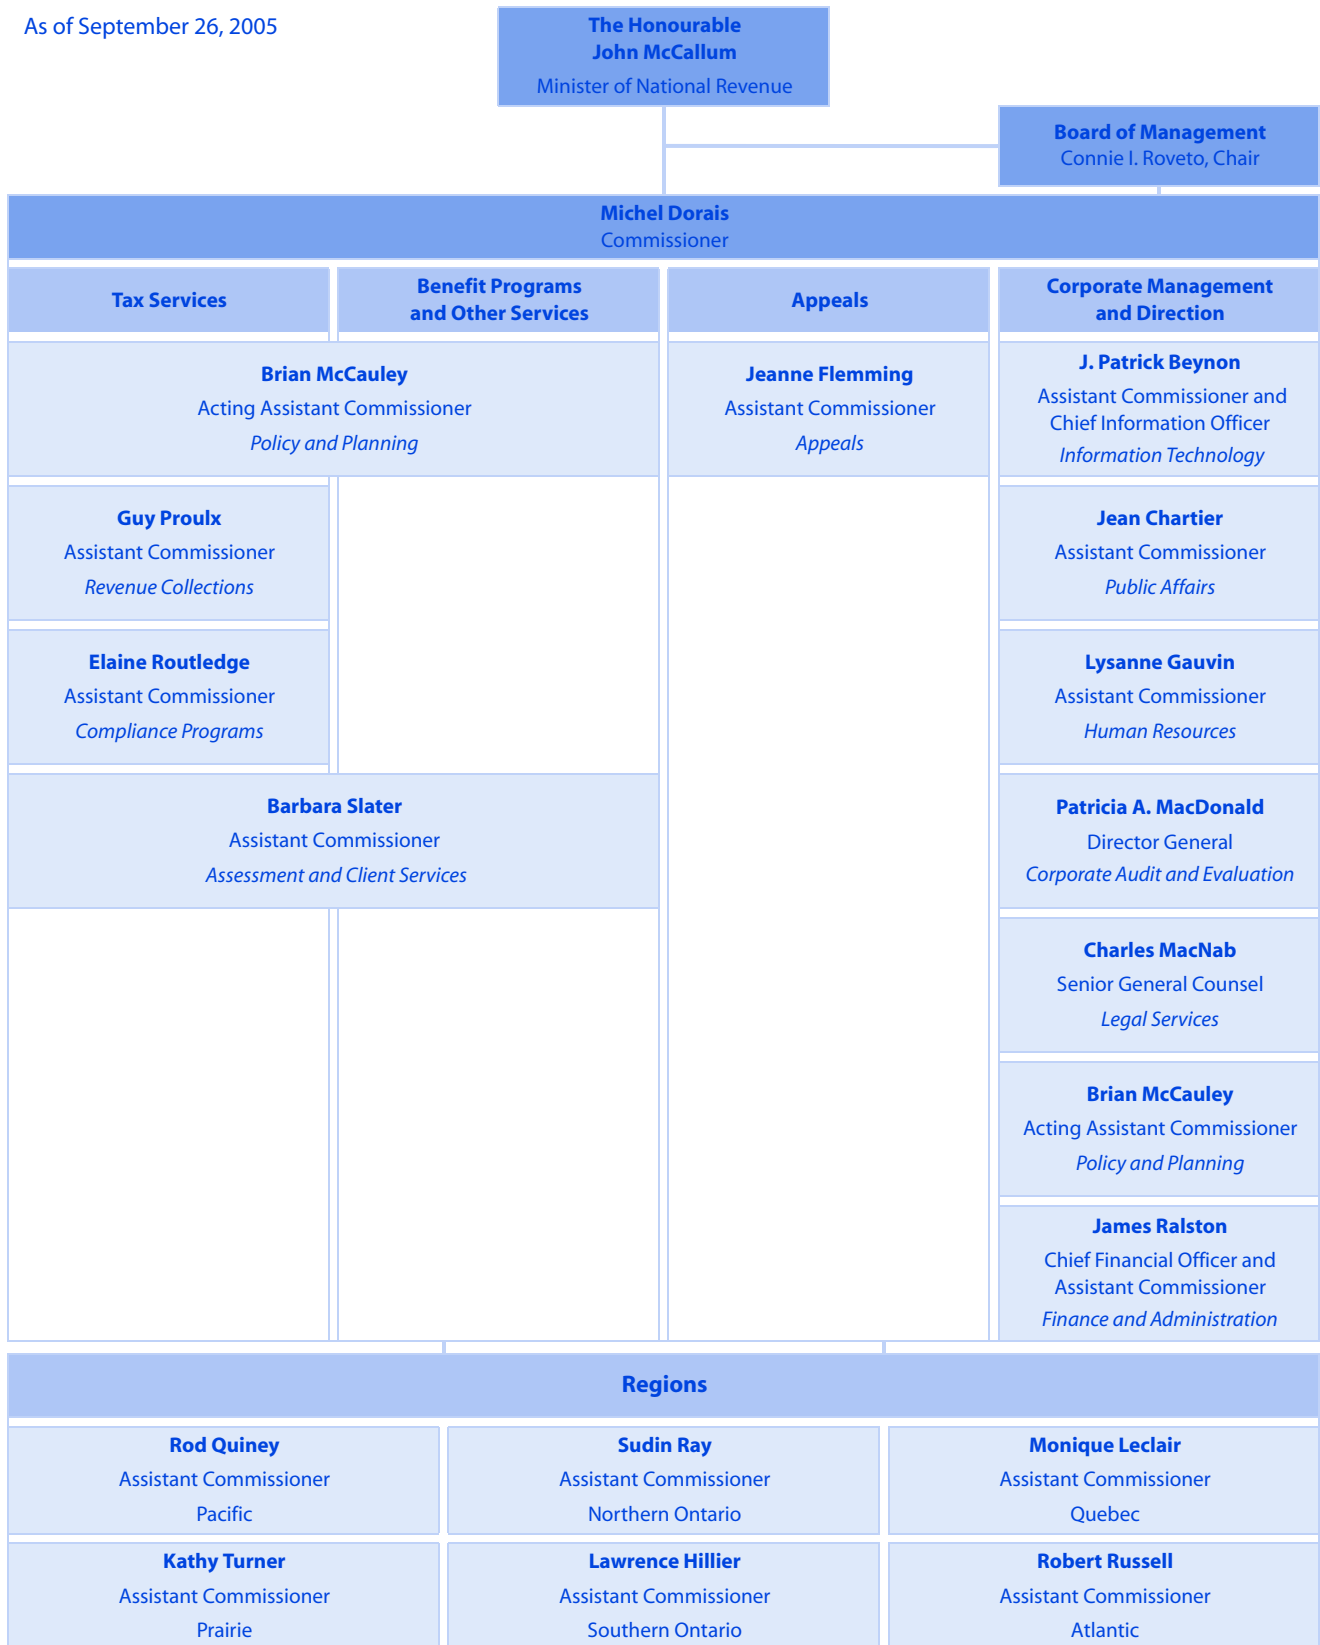 As of September 26, 2005
The Honourable
John McCallum
Minister of National Revenue
Board of Management
Connie I. Roveto, Chair
Michel Dorais
Commissioner
Tax Services
Benefit Programs
and Other Services
Appeals
Corporate Management
and Direction
Brian McCauley
Acting Assistant Commissioner
Policy and Planning
Jeanne Flemming
Assistant Commissioner
Appeals
J. Patrick Beynon
Assistant Commissioner and
Chief Information Officer
Information Technology
Guy Proulx
Assistant Commissioner
Revenue Collections
Jean Chartier
Assistant Commissioner
Public Affairs
Elaine Routledge
Assistant Commissioner
Compliance Programs
Lysanne Gauvin
Assistant Commissioner
Human Resources
Barbara Slater
Assistant Commissioner
Assessment and Client Services
Patricia A. MacDonald
Director General
Corporate Audit and Evaluation
Charles MacNab
Senior General Counsel
Legal Services
Brian McCauley
Acting Assistant Commissioner
Policy and Planning
James Ralston
Chief Financial Officer and
Assistant Commissioner
Finance and Administration
Regions
Rod Quiney
Assistant Commissioner
Pacific
Sudin Ray
Assistant Commissioner
Northern Ontario
Monique Leclair
Assistant Commissioner
Quebec
Kathy Turner
Assistant Commissioner
Prairie
Lawrence Hillier
Assistant Commissioner
Southern Ontario
Robert Russell
Assistant Commissioner
Atlantic